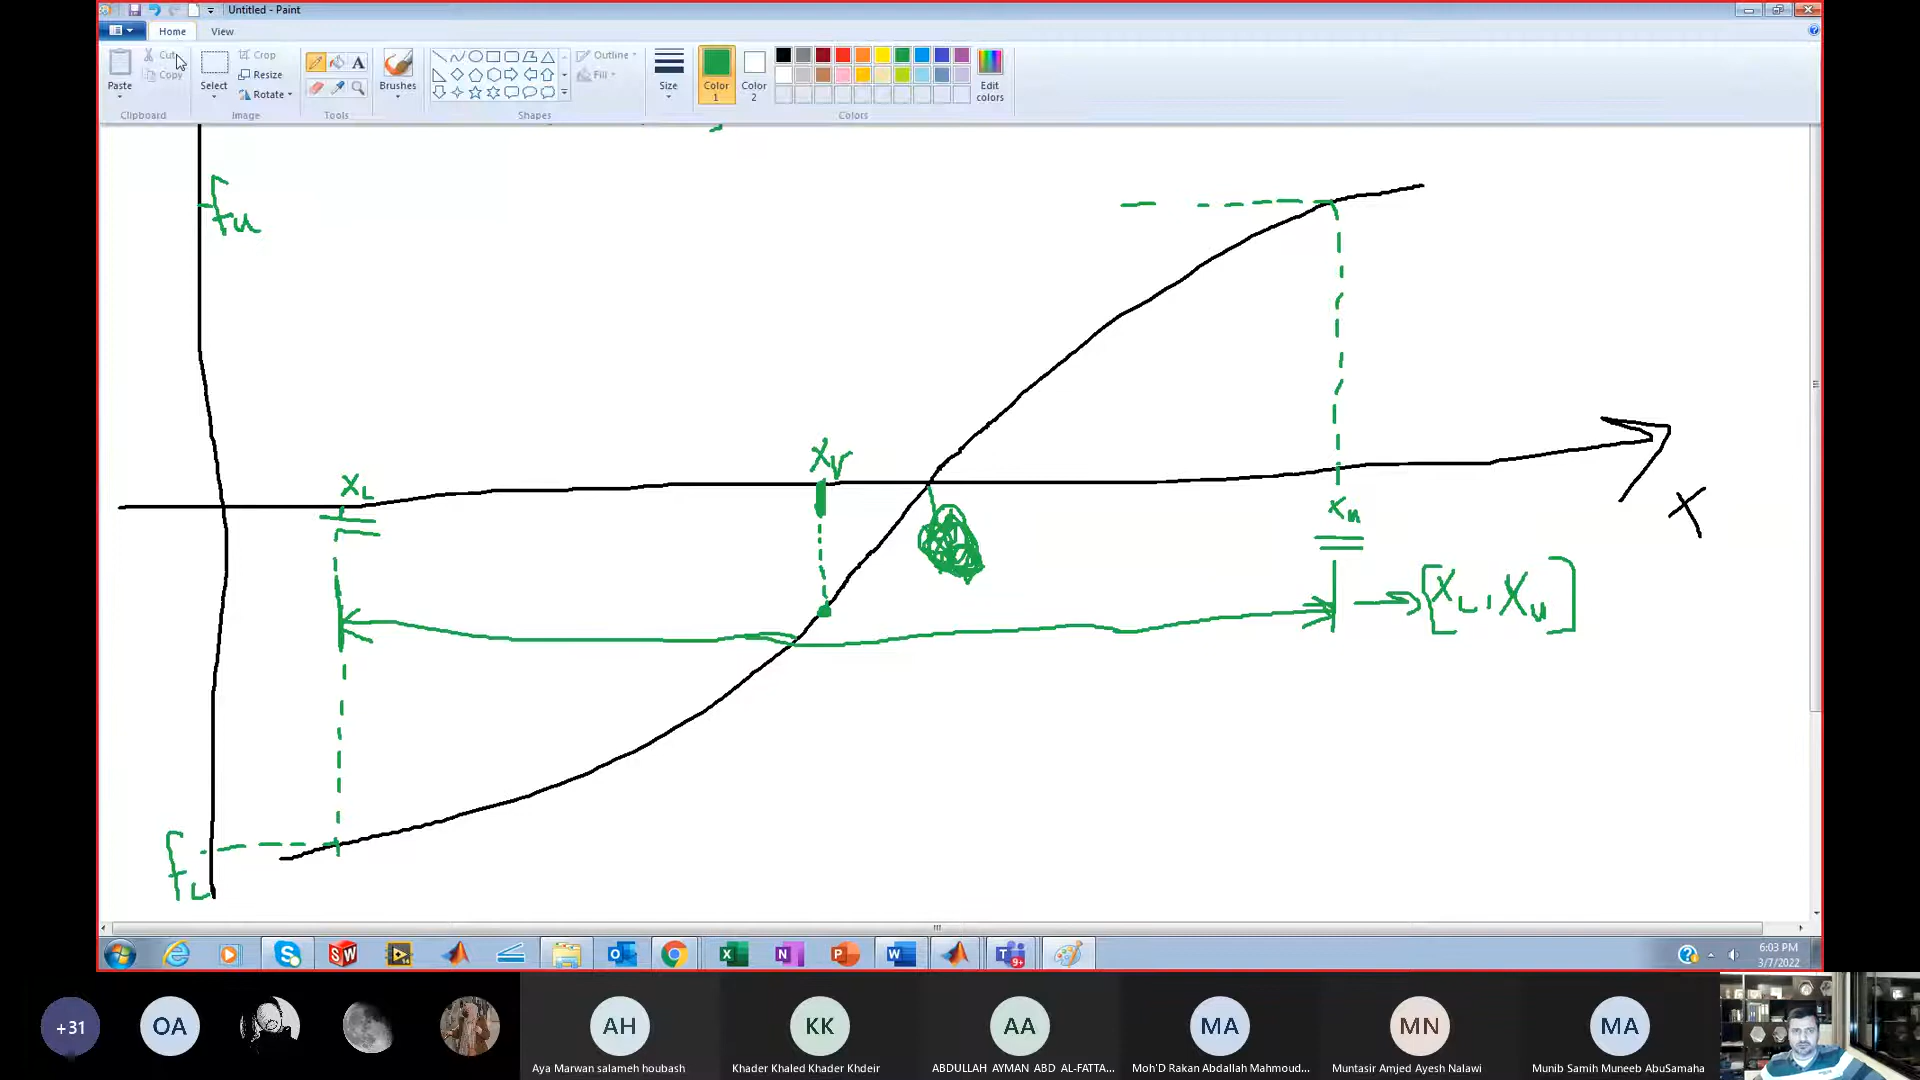 Untitled - Paint
Home View
Cut
Copy
Paste
Clipboard
Crop
Resize
Rotate
Select
Image
A
Tools
Brushes
Shapes
Outline
Fill
Size
Color 1
Color 2
Edit colors
Colors
fu
xr
xL
xu
X
[XL, Xu]
fL
6:03 PM
3/7/2022
9+
+31
OA
AH
KK
AA
MA
MN
MA
Aya Marwan salameh houbash
Khader Khaled Khader Khdeir
ABDULLAH AYMAN ABD AL-FATTA...
Moh'D Rakan Abdallah Mahmoud...
Muntasir Amjed Ayesh Nalawi
Munib Samih Muneeb AbuSamaha